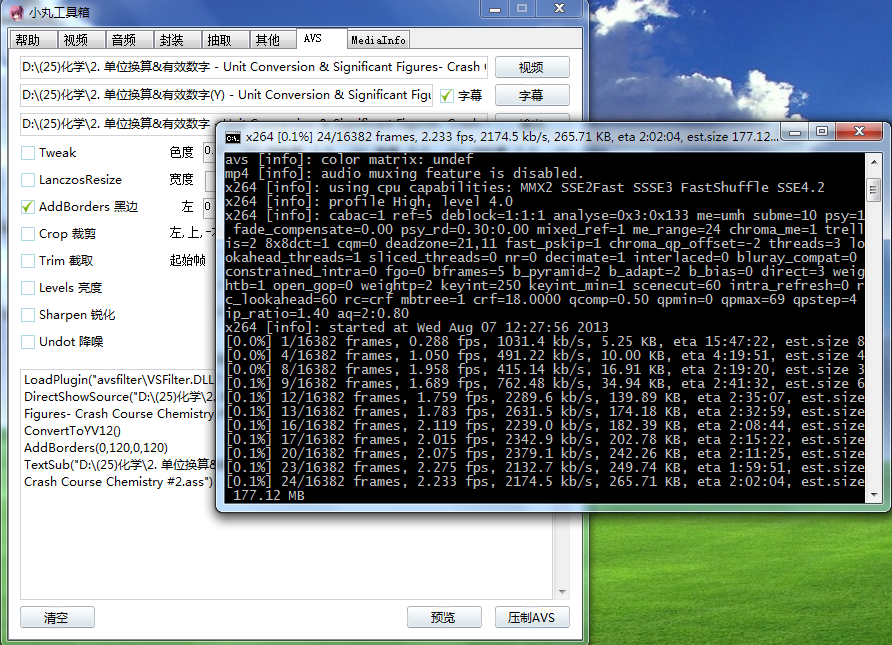 小丸工具箱
帮助 视频 音频 封装 抽取 其他 AVS MediaInfo
D:\(25)化学\2. 单位换算&有效数字 - Unit Conversion & Significant Figures- Crash 视频
D:\(25)化学\2. 单位换算&有效数字(Y) - Unit Conversion & Significant Figu 字幕 字幕
D:\(25)化学\2. 单位换算&有效数字
Tweak 色度 0.
LanczosResize 宽度
AddBorders 黑边 左 0
Crop 裁剪 左,上,-
Trim 截取 起始帧
Levels 亮度
Sharpen 锐化
Undot 降噪
LoadPlugin("avsfilter\VSFilter.DLL
DirectShowSource("D:\(25)化学\2.
Figures- Crash Course Chemistry
ConvertToYV12()
AddBorders(0,120,0,120)
TextSub("D:\(25)化学\2. 单位换算&
Crash Course Chemistry #2.ass")
清空 预览 压制AVS
x264 [0.1%] 24/16382 frames, 2.233 fps, 2174.5 kb/s, 265.71 KB, eta 2:02:04, est.size 177.12...
avs [info]: color matrix: undef
mp4 [info]: audio muxing feature is disabled.
x264 [info]: using cpu capabilities: MMX2 SSE2Fast SSSE3 FastShuffle SSE4.2
x264 [info]: profile High, level 4.0
x264 [info]: cabac=1 ref=5 deblock=1:1:1 analyse=0x3:0x133 me=umh subme=10 psy=1
fade_compensate=0.00 psy_rd=0.30:0.00 mixed_ref=1 me_range=24 chroma_me=1 trell
is=2 8x8dct=1 cqm=0 deadzone=21,11 fast_pskip=1 chroma_qp_offset=-2 threads=3 lo
okahead_threads=1 sliced_threads=0 nr=0 decimate=1 interlaced=0 bluray_compat=0
constrained_intra=0 fgo=0 bframes=5 b_pyramid=2 b_adapt=2 b_bias=0 direct=3 weig
htb=1 open_gop=0 weightp=2 keyint=250 keyint_min=1 scenecut=60 intra_refresh=0 r
c_lookahead=60 rc=crf mbtree=1 crf=18.0000 qcomp=0.50 qpmin=0 qpmax=69 qpstep=4
ip_ratio=1.40 aq=2:0.80
x264 [info]: started at Wed Aug 07 12:27:56 2013
[0.0%] 1/16382 frames, 0.288 fps, 1031.4 kb/s, 5.25 KB, eta 15:47:22, est.size 8
[0.0%] 4/16382 frames, 1.050 fps, 491.22 kb/s, 10.00 KB, eta 4:19:51, est.size 4
[0.0%] 8/16382 frames, 1.958 fps, 415.14 kb/s, 16.91 KB, eta 2:19:20, est.size 3
[0.1%] 9/16382 frames, 1.689 fps, 762.48 kb/s, 34.94 KB, eta 2:41:32, est.size 6
[0.1%] 12/16382 frames, 1.759 fps, 2289.6 kb/s, 139.89 KB, eta 2:35:07, est.size
[0.1%] 13/16382 frames, 1.783 fps, 2631.5 kb/s, 174.18 KB, eta 2:32:59, est.size
[0.1%] 16/16382 frames, 2.119 fps, 2239.0 kb/s, 182.39 KB, eta 2:08:44, est.size
[0.1%] 17/16382 frames, 2.015 fps, 2342.9 kb/s, 202.78 KB, eta 2:15:22, est.size
[0.1%] 20/16382 frames, 2.075 fps, 2379.1 kb/s, 242.26 KB, eta 2:11:25, est.size
[0.1%] 23/16382 frames, 2.275 fps, 2132.7 kb/s, 249.74 KB, eta 1:59:51, est.size
[0.1%] 24/16382 frames, 2.233 fps, 2174.5 kb/s, 265.71 KB, eta 2:02:04, est.size
177.12 MB